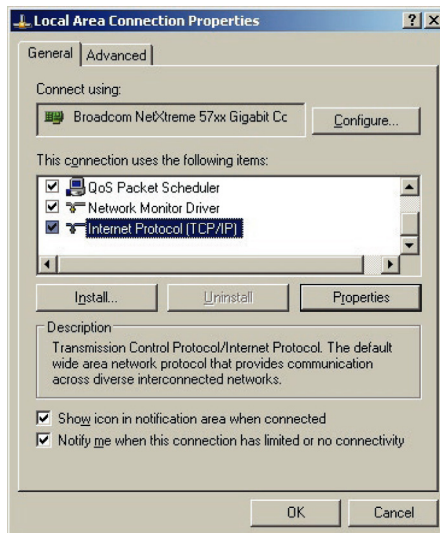 Local Area Connection Properties
General
Advanced
Connect using:
Broadcom NetXtreme 57xx Gigabit Cc
Configure...
This connection uses the following items:
QoS Packet Scheduler
Network Monitor Driver
Internet Protocol (TCP/IP)
Install...
Uninstall
Properties
Description
Transmission Control Protocol/Internet Protocol. The default
wide area network protocol that provides communication
across diverse interconnected networks.
Show icon in notification area when connected
Notify me when this connection has limited or no connectivity
OK
Cancel